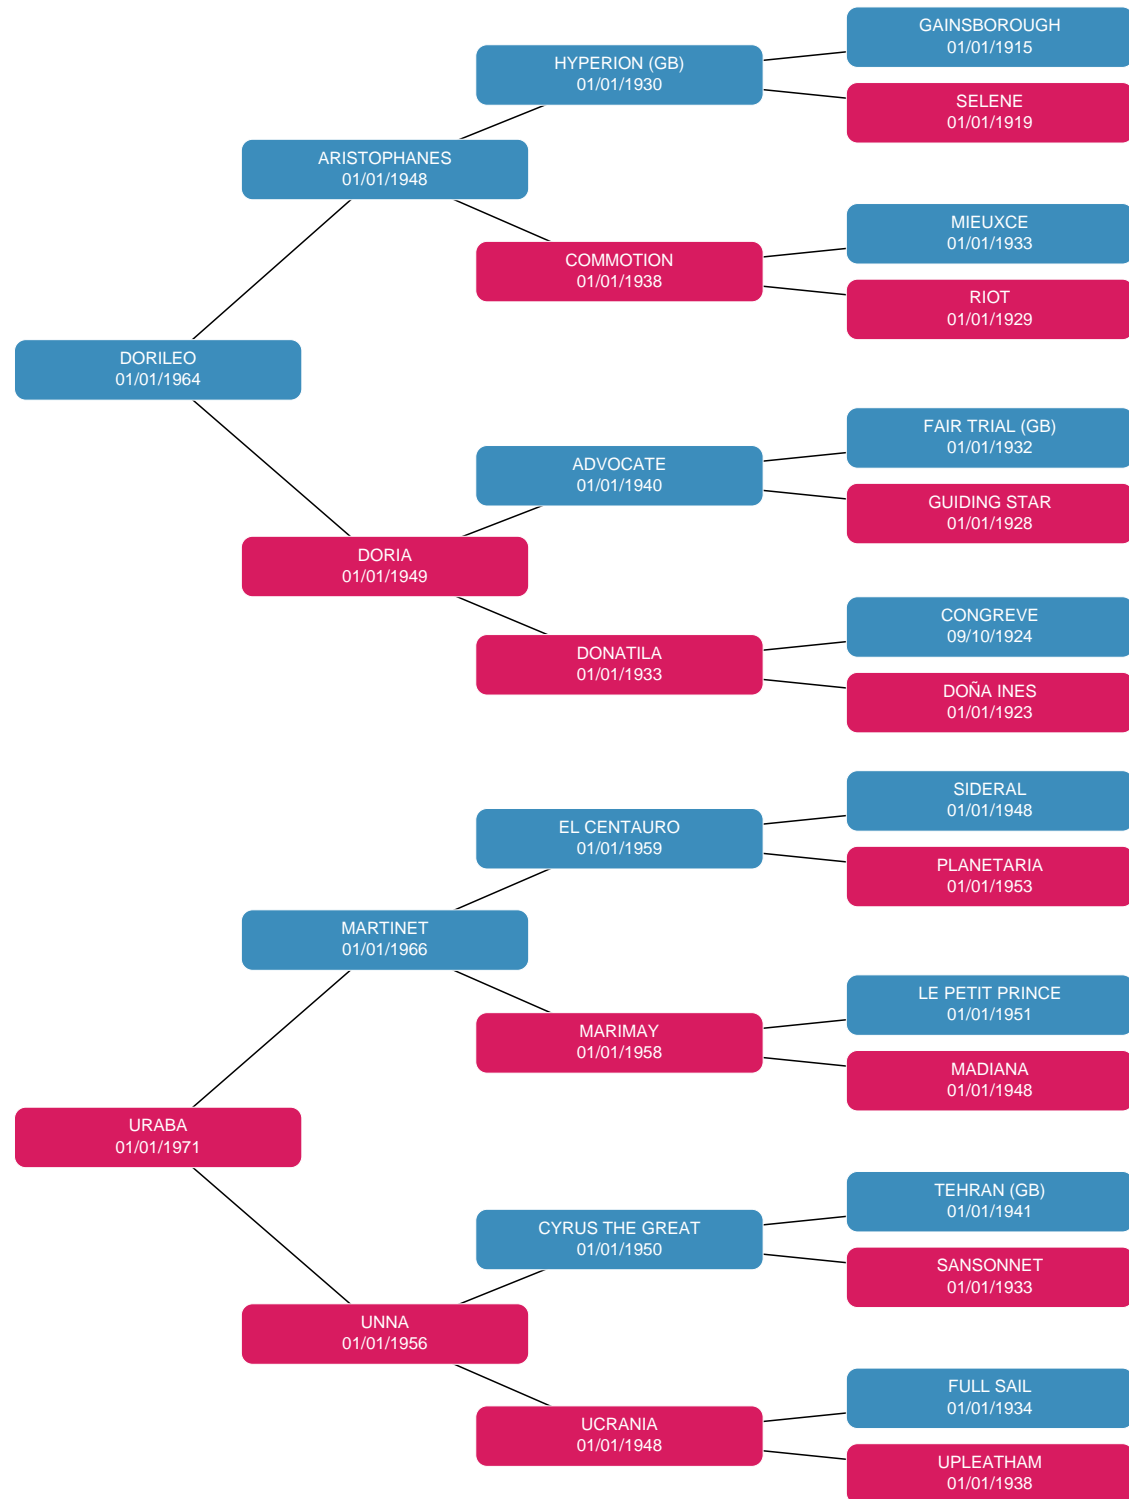 GAINSBOROUGH
01/01/1915
HYPERION (GB)
01/01/1930
SELENE
01/01/1919
ARISTOPHANES
01/01/1948
MIEUXCE
01/01/1933
COMMOTION
01/01/1938
RIOT
01/01/1929
DORILEO
01/01/1964
FAIR TRIAL (GB)
01/01/1932
ADVOCATE
01/01/1940
GUIDING STAR
01/01/1928
DORIA
01/01/1949
CONGREVE
09/10/1924
DONATILA
01/01/1933
DOÑA INES
01/01/1923
SIDERAL
01/01/1948
EL CENTAURO
01/01/1959
PLANETARIA
01/01/1953
MARTINET
01/01/1966
LE PETIT PRINCE
01/01/1951
MARIMAY
01/01/1958
MADIANA
01/01/1948
URABA
01/01/1971
TEHRAN (GB)
01/01/1941
CYRUS THE GREAT
01/01/1950
SANSONNET
01/01/1933
UNNA
01/01/1956
FULL SAIL
01/01/1934
UCRANIA
01/01/1948
UPLEATHAM
01/01/1938